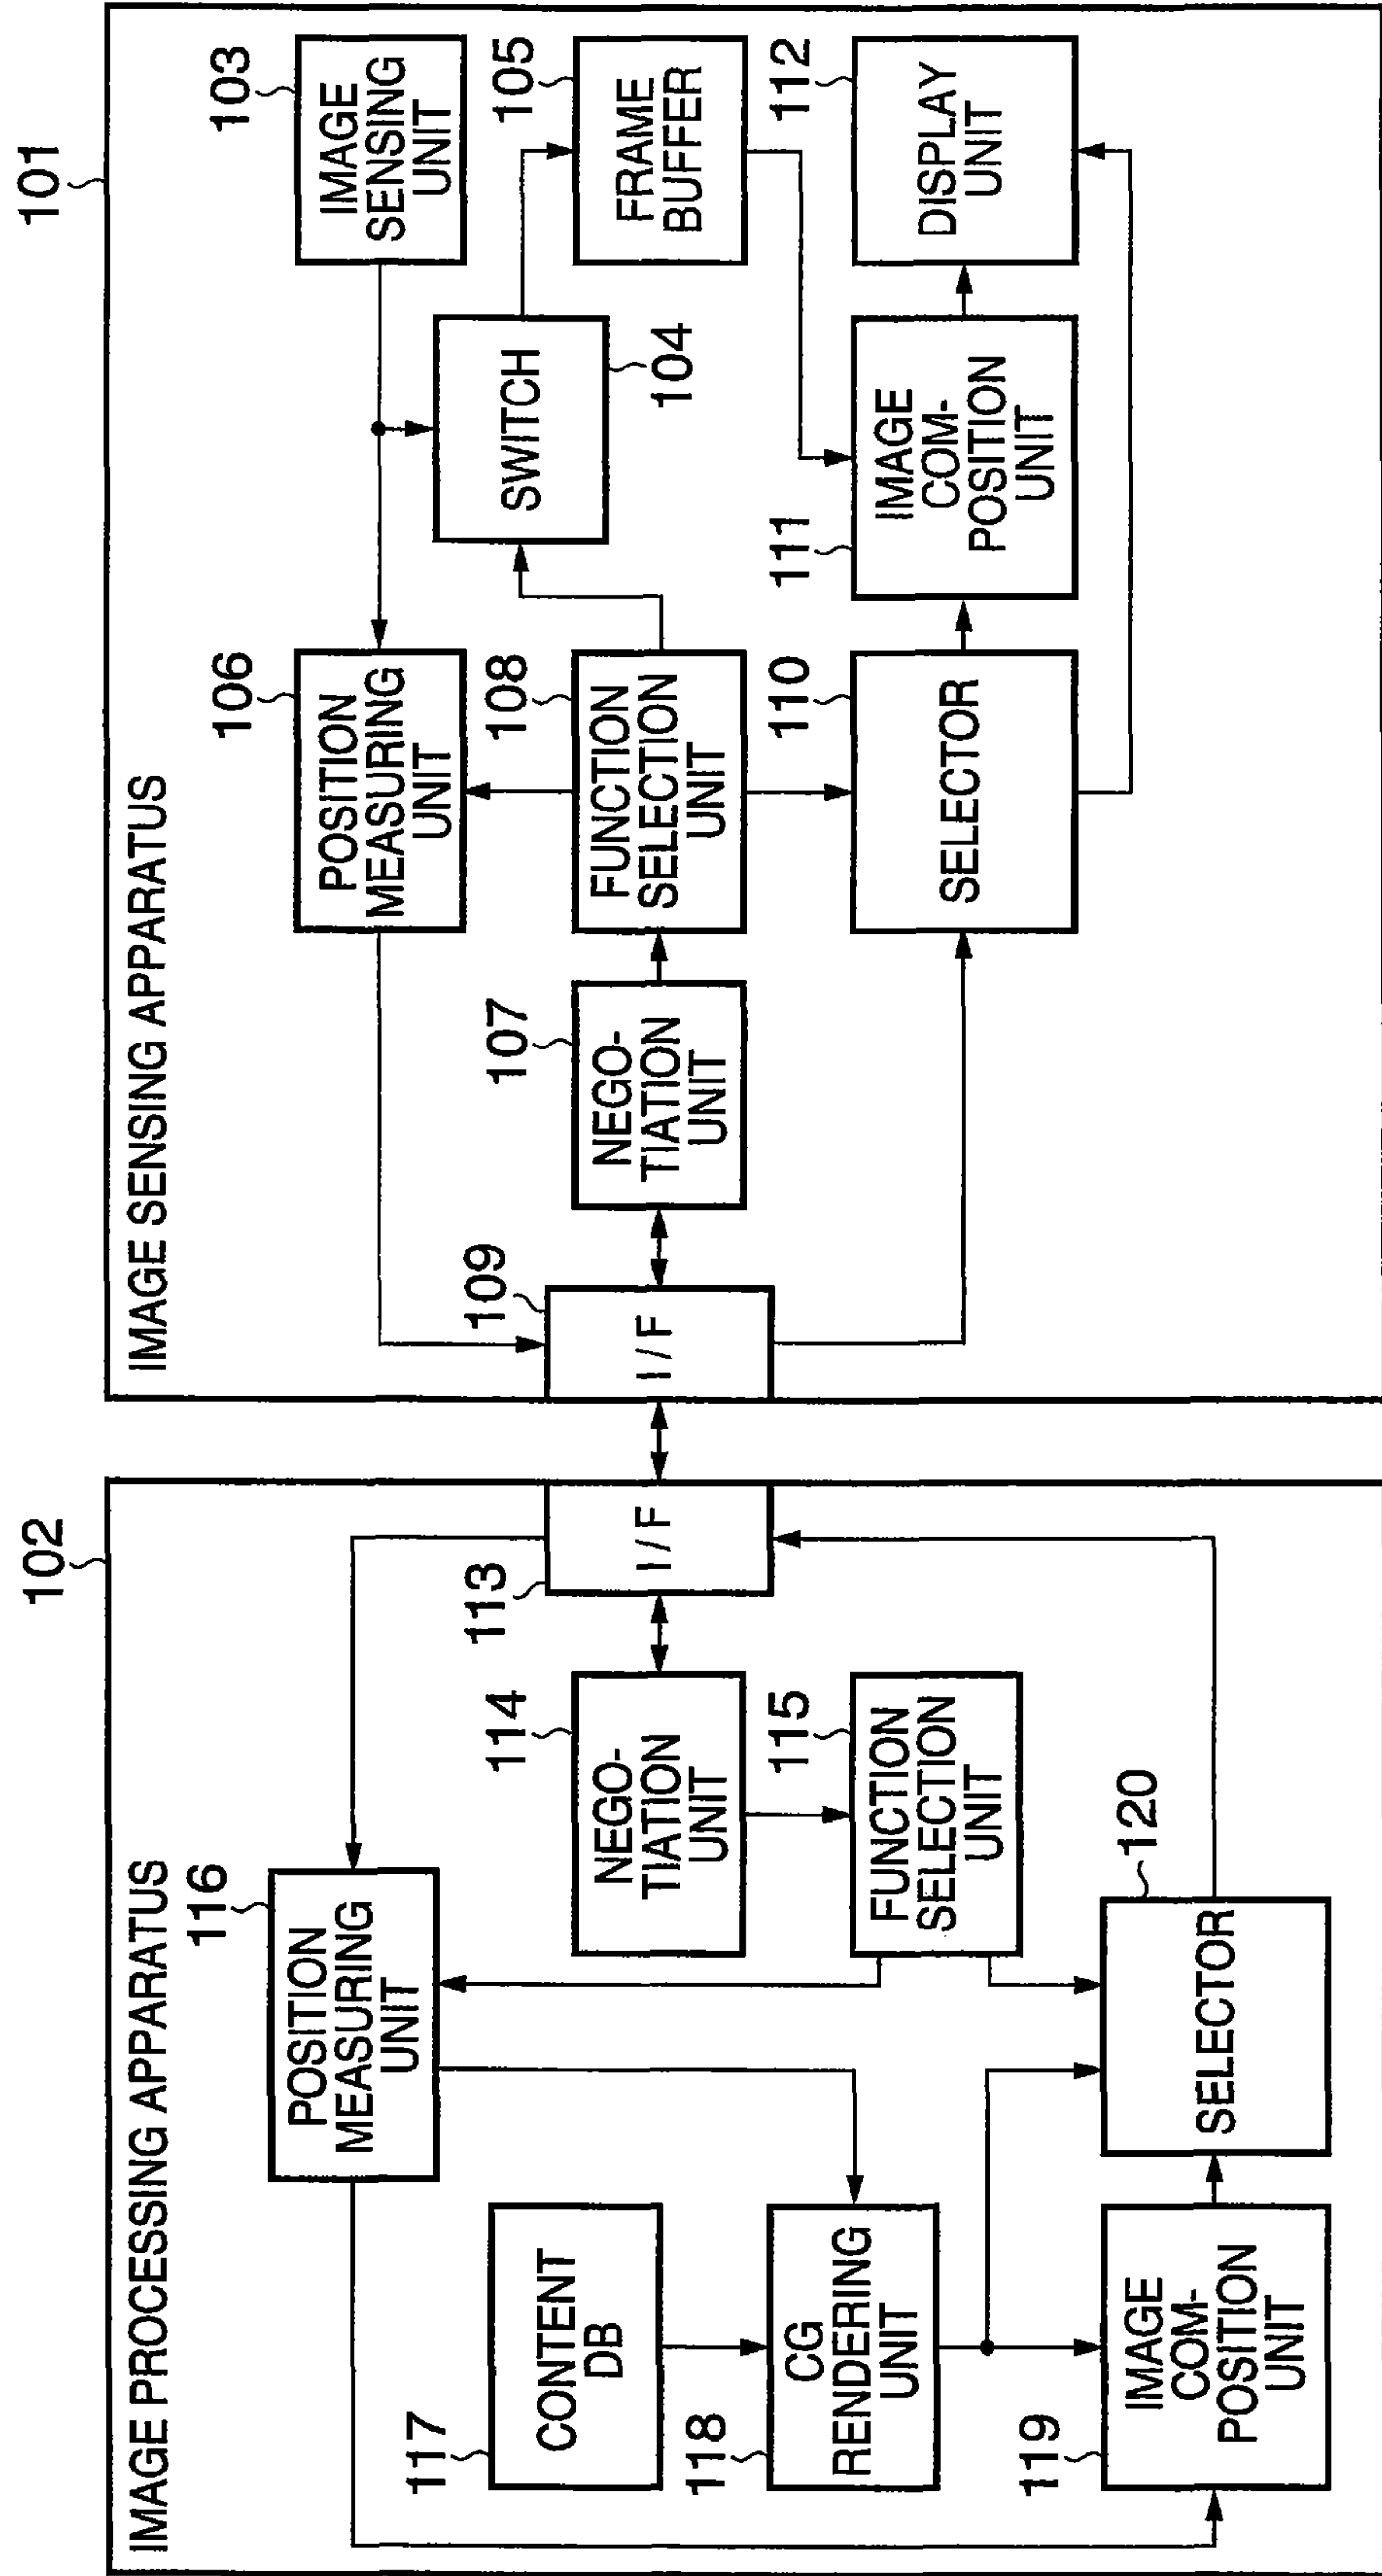 102
IMAGE PROCESSING APPARATUS
116
POSITION
MEASURING
UNIT
117
CONTENT
DB
114
NEGO-
TIATION
UNIT
113
I/F
118
CG
RENDERING
UNIT
115
FUNCTION
SELECTION
UNIT
119
IMAGE
COM-
POSITION
UNIT
120
SELECTOR
101
IMAGE SENSING APPARATUS
106
POSITION
MEASURING
UNIT
103
IMAGE
SENSING
UNIT
109
I/F
107
NEGO-
TIATION
UNIT
108
FUNCTION
SELECTION
UNIT
SWITCH
104
105
FRAME
BUFFER
110
SELECTOR
111
IMAGE
COM-
POSITION
UNIT
112
DISPLAY
UNIT